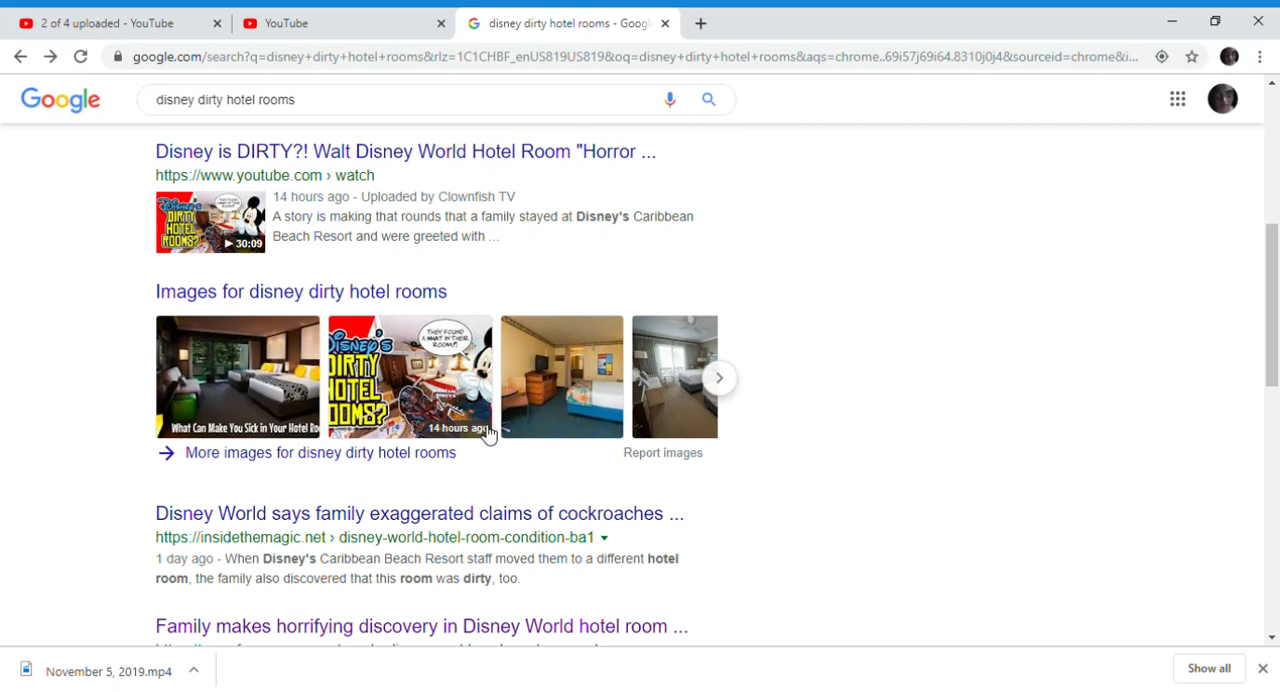 2 of 4 uploaded - YouTube
YouTube
disney dirty hotel rooms - Googl
google.com/search?q=disney+dirty+hotel+rooms&rlz=1C1CHBF_enUS819US819&oq=disney+dirty+hotel+rooms&aqs=chrome..69i57j69i64.8310j0j4&sourceid=chrome&i...
Google
disney dirty hotel rooms
Disney is DIRTY?! Walt Disney World Hotel Room "Horror ...
https://www.youtube.com › watch
14 hours ago - Uploaded by Clownfish TV
A story is making that rounds that a family stayed at Disney's Caribbean
Beach Resort and were greeted with ...
DISNEY'S
DIRTY
HOTEL
ROOMS?
30:09
Images for disney dirty hotel rooms
What Can Make You Sick in Your Hotel Ro
THEY FOUND
A WHAT IN THEIR
ROOM?!
DISNEY'S
DIRTY
HOTEL
ROOMS?
14 hours ago
More images for disney dirty hotel rooms
Report images
Disney World says family exaggerated claims of cockroaches ...
https://insidethemagic.net › disney-world-hotel-room-condition-ba1
1 day ago - When Disney's Caribbean Beach Resort staff moved them to a different hotel
room, the family also discovered that this room was dirty, too.
Family makes horrifying discovery in Disney World hotel room ...
November 5, 2019.mp4
Show all